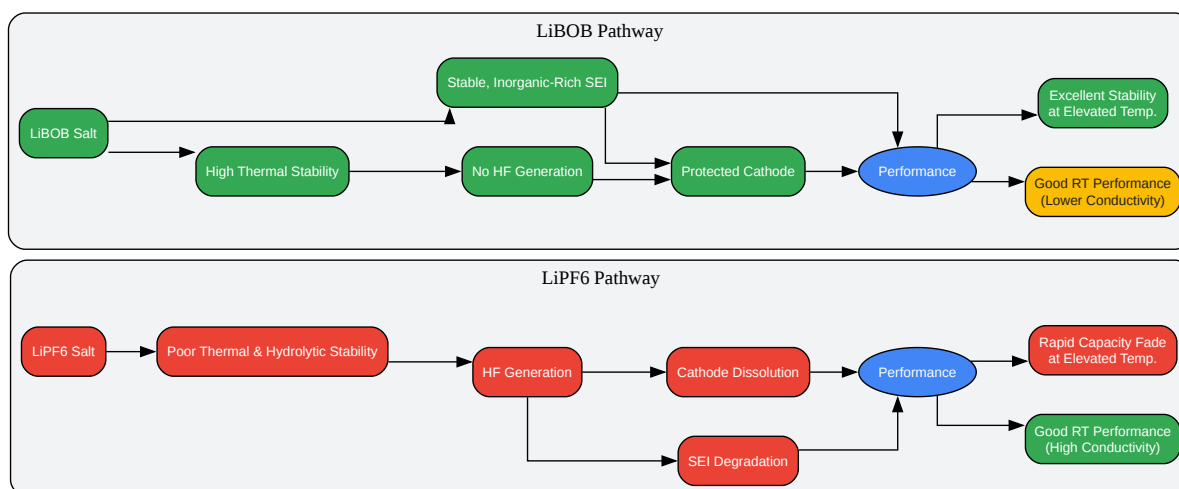 LiBOB Pathway
Stable, Inorganic-Rich SEI
LiBOB Salt
High Thermal Stability
No HF Generation
Protected Cathode
Performance
Excellent Stability
at Elevated Temp.
Good RT Performance
(Lower Conductivity)
LiPF6 Pathway
LiPF6 Salt
Poor Thermal & Hydrolytic Stability
HF Generation
Cathode Dissolution
SEI Degradation
Performance
Rapid Capacity Fade
at Elevated Temp.
Good RT Performance
(High Conductivity)